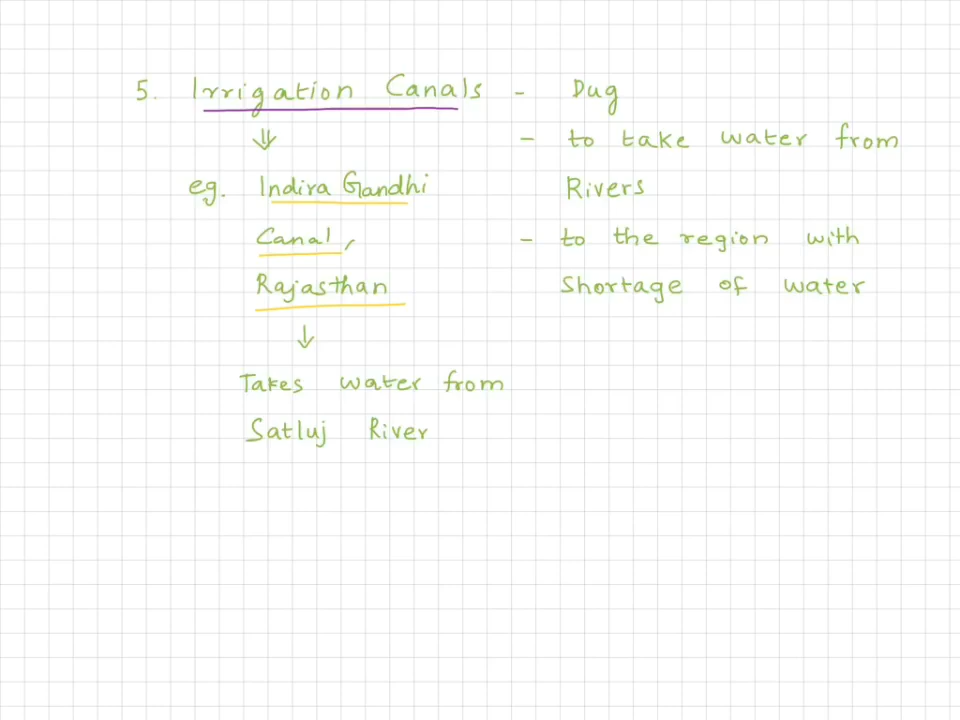 5. Irrigation Canals - Dug
⇓ - to take water from
eg. Indira Gandhi Rivers
Canal, - to the region with
Rajasthan Shortage of water
↓
Takes water from
Satluj River